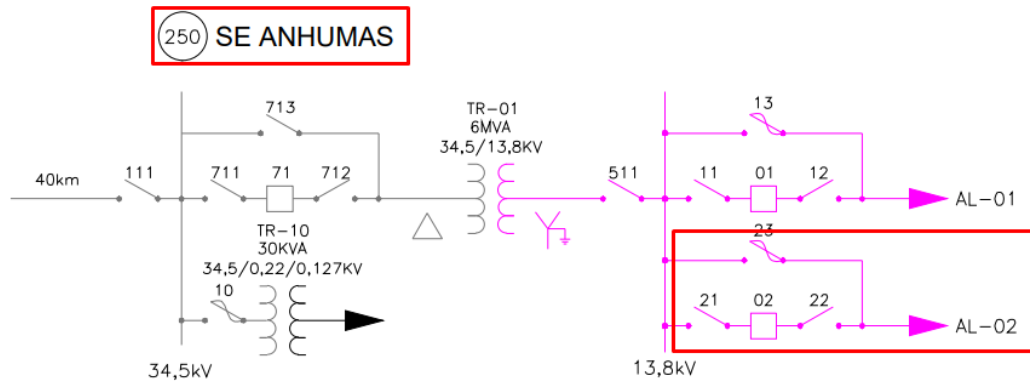 250 SE ANHUMAS
713
TR-01
6MVA
34,5/13,8KV
13
40km
111
711 71 712
511
11 01 12
AL-01
TR-10
30KVA
34,5/0,22/0,127KV
23
10
21 02 22
AL-02
34,5kV
13,8kV